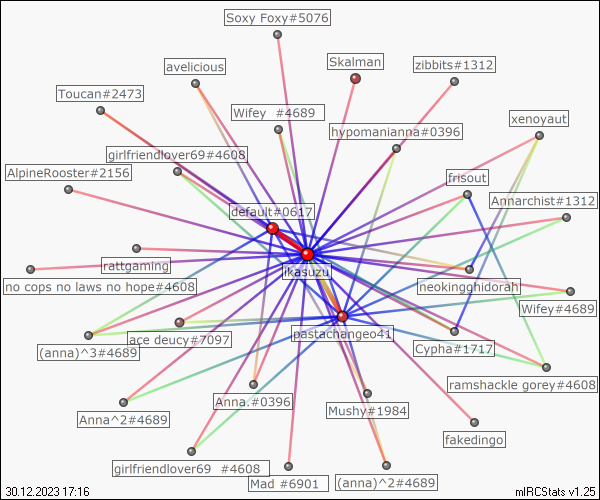 Soxy Foxy#5076
Skalman
zibbits#1312
avelicious
Toucan#2473
Wifey  #4689
xenoyaut
hypomanianna#0396
girlfriendlover69#4608
AlpineRooster#2156
frisout
Annarchist#1312
default#0617
rattgaming
ikasuzu
no cops no laws no hope#4608
neokingghidorah
Wifey#4689
ace deucy#7097
pastachangeo41
(anna)^3#4689
Cypha#1717
ramshackle gorey#4608
Anna.#0396
Mushy#1984
Anna^2#4689
fakedingo
girlfriendlover69  #4608
Mad  #6901
(anna)^2#4689
30.12.2023 17:16
mIRCStats v1.25